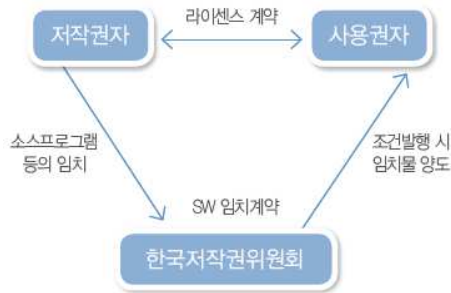 라이센스 계약
저작권자
사용권자
소스프로그램
등의 임치
조건발행 시
임치물 양도
SW 임치계약
한국저작권위원회